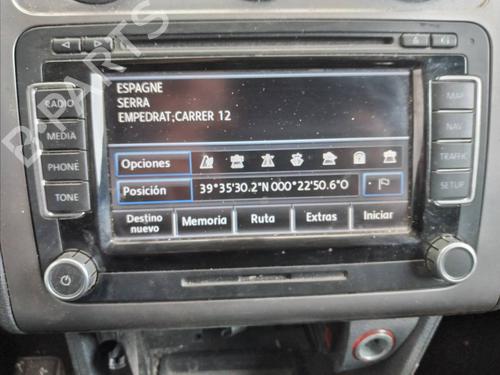 ESPAGNE
SERRA
EMPEDRAT;CARRER 12
RADIO
MAP
MEDIA
NAV
PHONE
Opciones
TRAFFIC
TONE
Posición
39°35'30.2"N 000°22'50.6"O
SETUP
Destino nuevo
Memoria
Ruta
Extras
Iniciar
B-PARTS